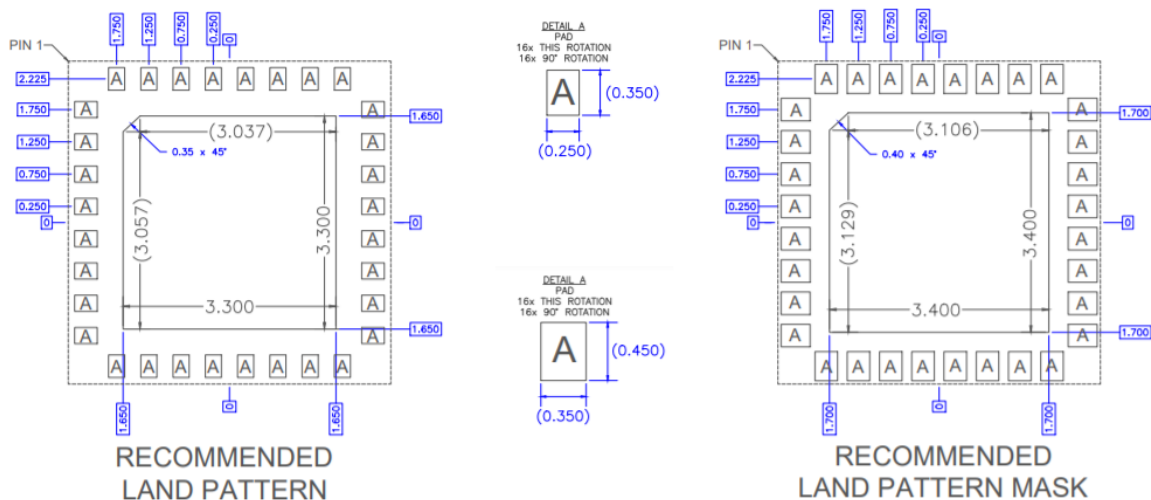 1.750
1.250
0.750
0.250
0
PIN 1
2.225
A A A A A A A A
1.750
1.250
0.750
0.250
0
A
A
A
A
A
A
A
A
(3.037)
0.35 x 45°
(3.057)
3.300
3.300
A
A
A
A
A
A
A
A
1.650
0
1.650
A A A A A A A A
1.650
0
1.650
RECOMMENDED
LAND PATTERN
DETAIL A
PAD
16x THIS ROTATION
16x 90° ROTATION
A
(0.350)
(0.250)
DETAIL A
PAD
16x THIS ROTATION
16x 90° ROTATION
A
(0.450)
(0.350)
1.750
1.250
0.750
0.250
0
PIN 1
2.225
A A A A A A A A
1.750
1.250
0.750
0.250
0
A
A
A
A
A
A
A
A
(3.106)
0.40 x 45°
(3.129)
3.400
3.400
A
A
A
A
A
A
A
A
1.700
0
1.700
A A A A A A A A
1.700
0
1.700
RECOMMENDED
LAND PATTERN MASK